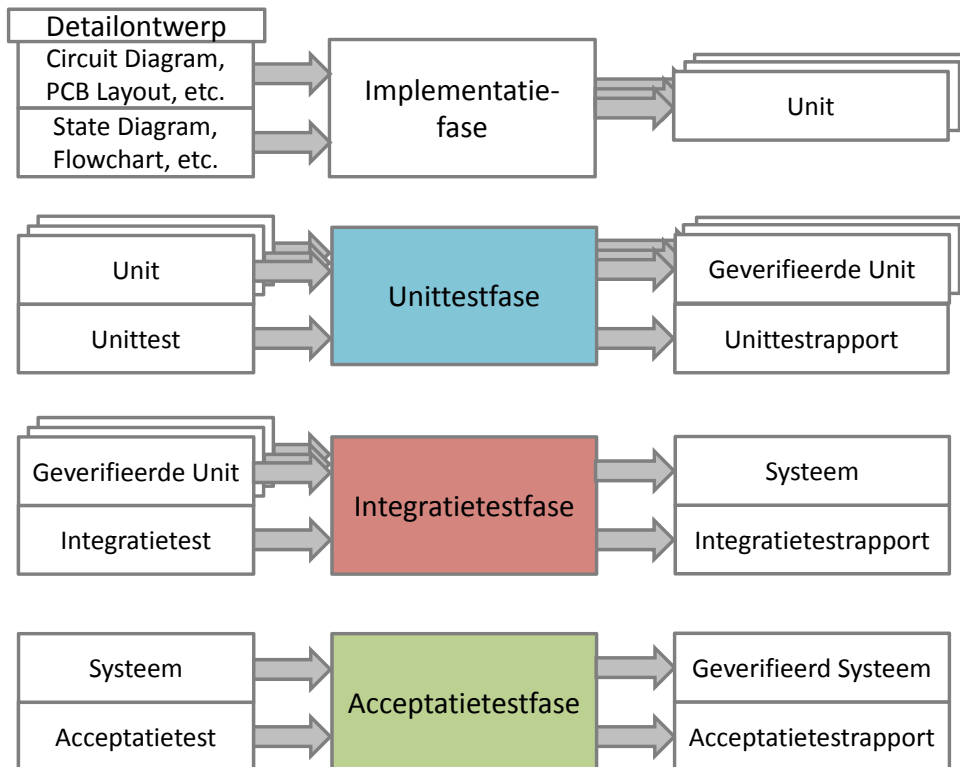 Detailontwerp
Circuit Diagram,
PCB Layout, etc.
State Diagram,
Flowchart, etc.
Implementatie-
fase
Unit
Unit
Unittest
Unittestfase
Geverifieerde Unit
Unittestrapport
Geverifieerde Unit
Integratietest
Integratietestfase
Systeem
Integratietestrapport
Systeem
Acceptatietest
Acceptatietestfase
Geverifieerd Systeem
Acceptatietestrapport